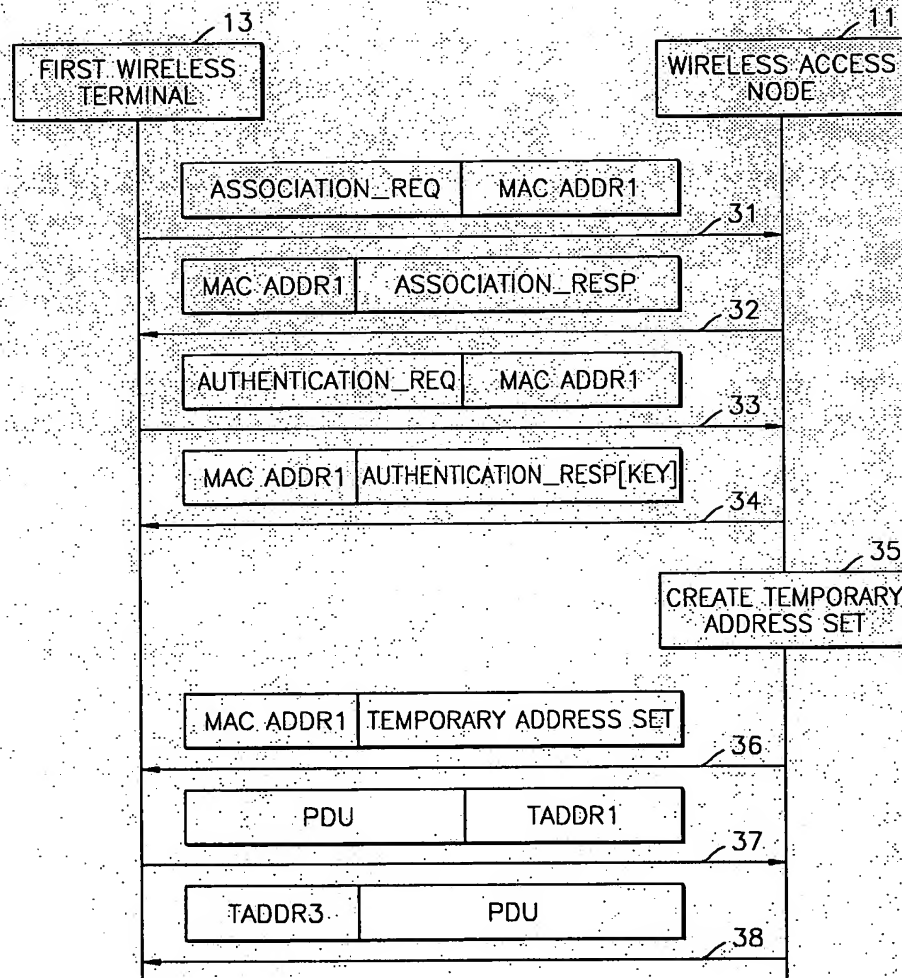 13
11
FIRST WIRELESS
TERMINAL
WIRELESS ACCESS
NODE
ASSOCIATION_REQ MAC ADDR1
31
MAC ADDR1 ASSOCIATION_RESP
32
AUTHENTICATION_REQ MAC ADDR1
33
MAC ADDR1 AUTHENTICATION_RESP[KEY]
34
35
CREATE TEMPORARY
ADDRESS SET
MAC ADDR1 TEMPORARY ADDRESS SET
36
PDU TADDR1
37
TADDR3 PDU
38